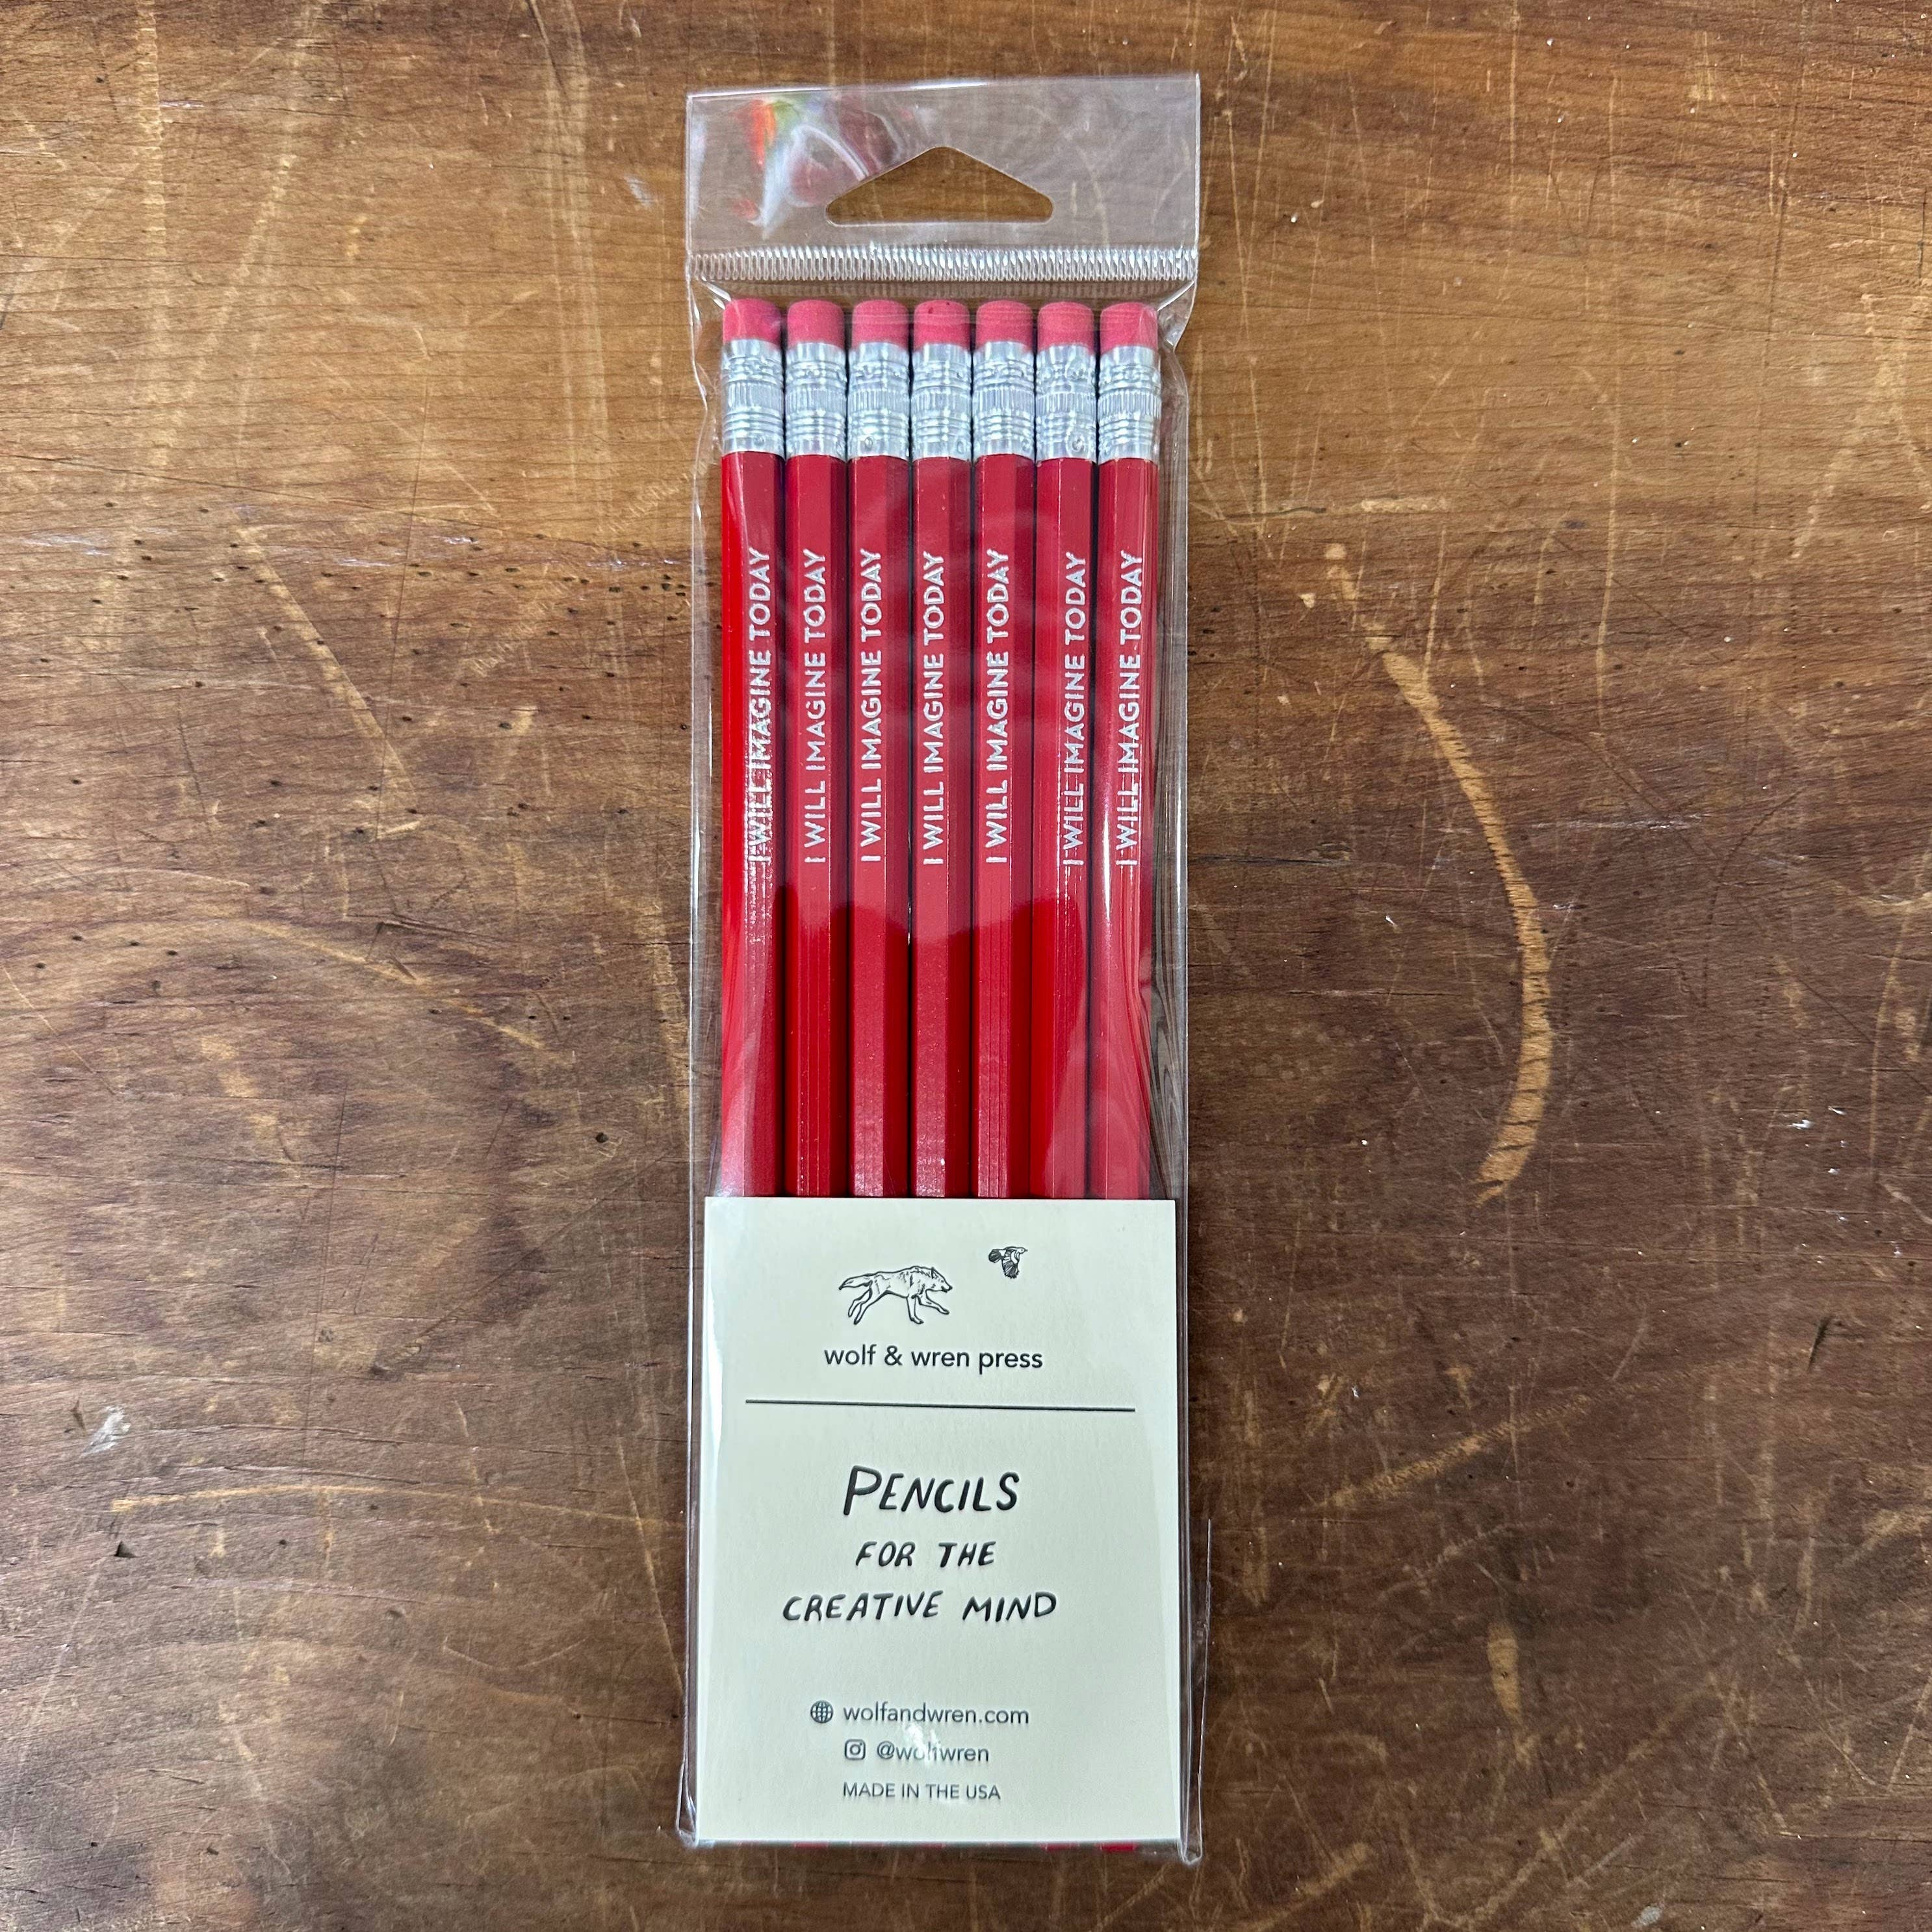 I WILL IMAGINE TODAY
I WILL IMAGINE TODAY
I WILL IMAGINE TODAY
I WILL IMAGINE TODAY
I WILL IMAGINE TODAY
I WILL IMAGINE TODAY
I WILL IMAGINE TODAY
wolf & wren press
PENCILS
FOR THE
CREATIVE MIND
wolfandwren.com
@wolfwren
MADE IN THE USA